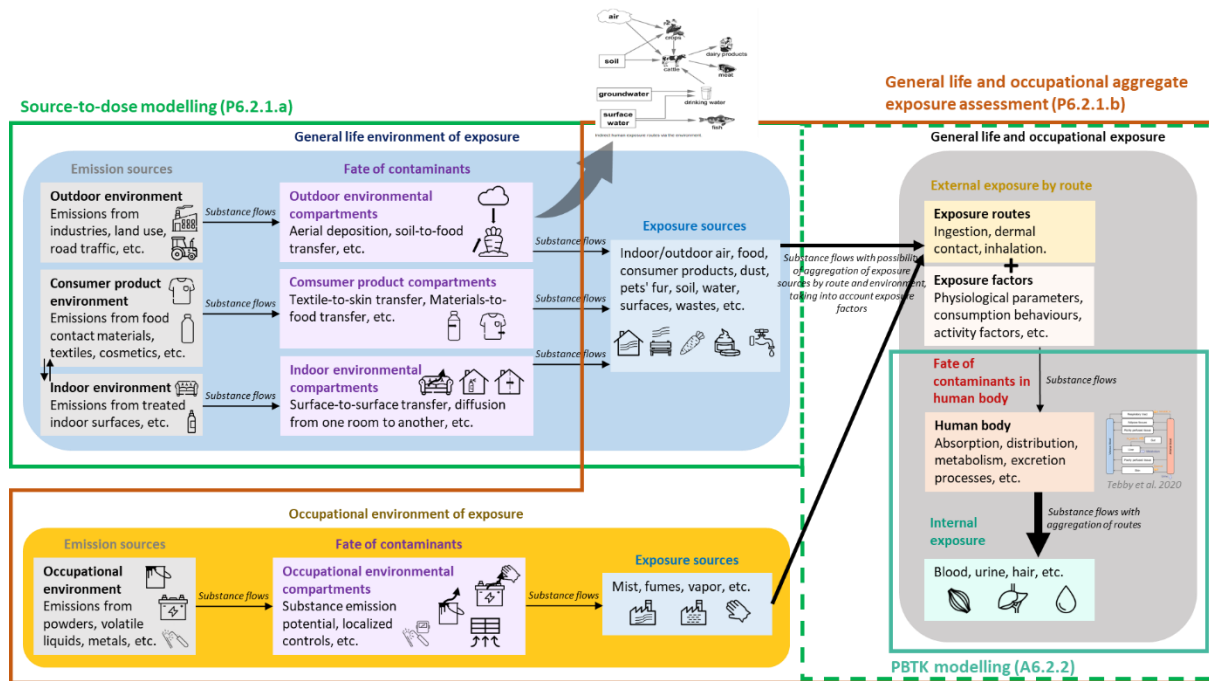 air
crops
dairy products
soil
cattle
meat
groundwater
drinking water
surface
water
fish
Indirect human exposure routes via the environment.
Source-to-dose modelling (P6.2.1.a)
General life and occupational aggregate
exposure assessment (P6.2.1.b)
General life environment of exposure
Emission sources
Fate of contaminants
Outdoor environment
Emissions from
industries, land use,
road traffic, etc.
Substance flows
Outdoor environmental
compartments
Aerial deposition, soil-to-food
transfer, etc.
Substance flows
Consumer product
environment
Emissions from food
contact materials,
textiles, cosmetics, etc.
Consumer product compartments
Textile-to-skin transfer, Materials-to-
food transfer, etc.
Substance flows
Indoor environment
Emissions from treated
indoor surfaces, etc.
Substance flows
Indoor environmental
compartments
Surface-to-surface transfer, diffusion
from one room to another, etc.
Substance flows
Exposure sources
Indoor/outdoor air, food,
consumer products, dust,
pets' fur, soil, water,
surfaces, wastes, etc.
Substance flows with possibility
of aggregation of exposure
sources by route and environment,
taking into account exposure
factors
General life and occupational exposure
External exposure by route
Exposure routes
Ingestion, dermal
contact, inhalation.
+
Exposure factors
Physiological parameters,
consumption behaviours,
activity factors, etc.
Substance flows
Fate of
contaminants in
human body
Human body
Absorption, distribution,
metabolism, excretion
processes, etc.
Tebby et al. 2020
Substance flows with
aggregation of routes
Internal
exposure
Blood, urine, hair, etc.
PBTK modelling (A6.2.2)
Occupational environment of exposure
Emission sources
Fate of contaminants
Occupational
environment
Emissions from
powders, volatile
liquids, metals, etc.
Substance flows
Occupational environmental
compartments
Substance emission
potential, localized
controls, etc.
Substance flows
Exposure sources
Mist, fumes, vapor, etc.